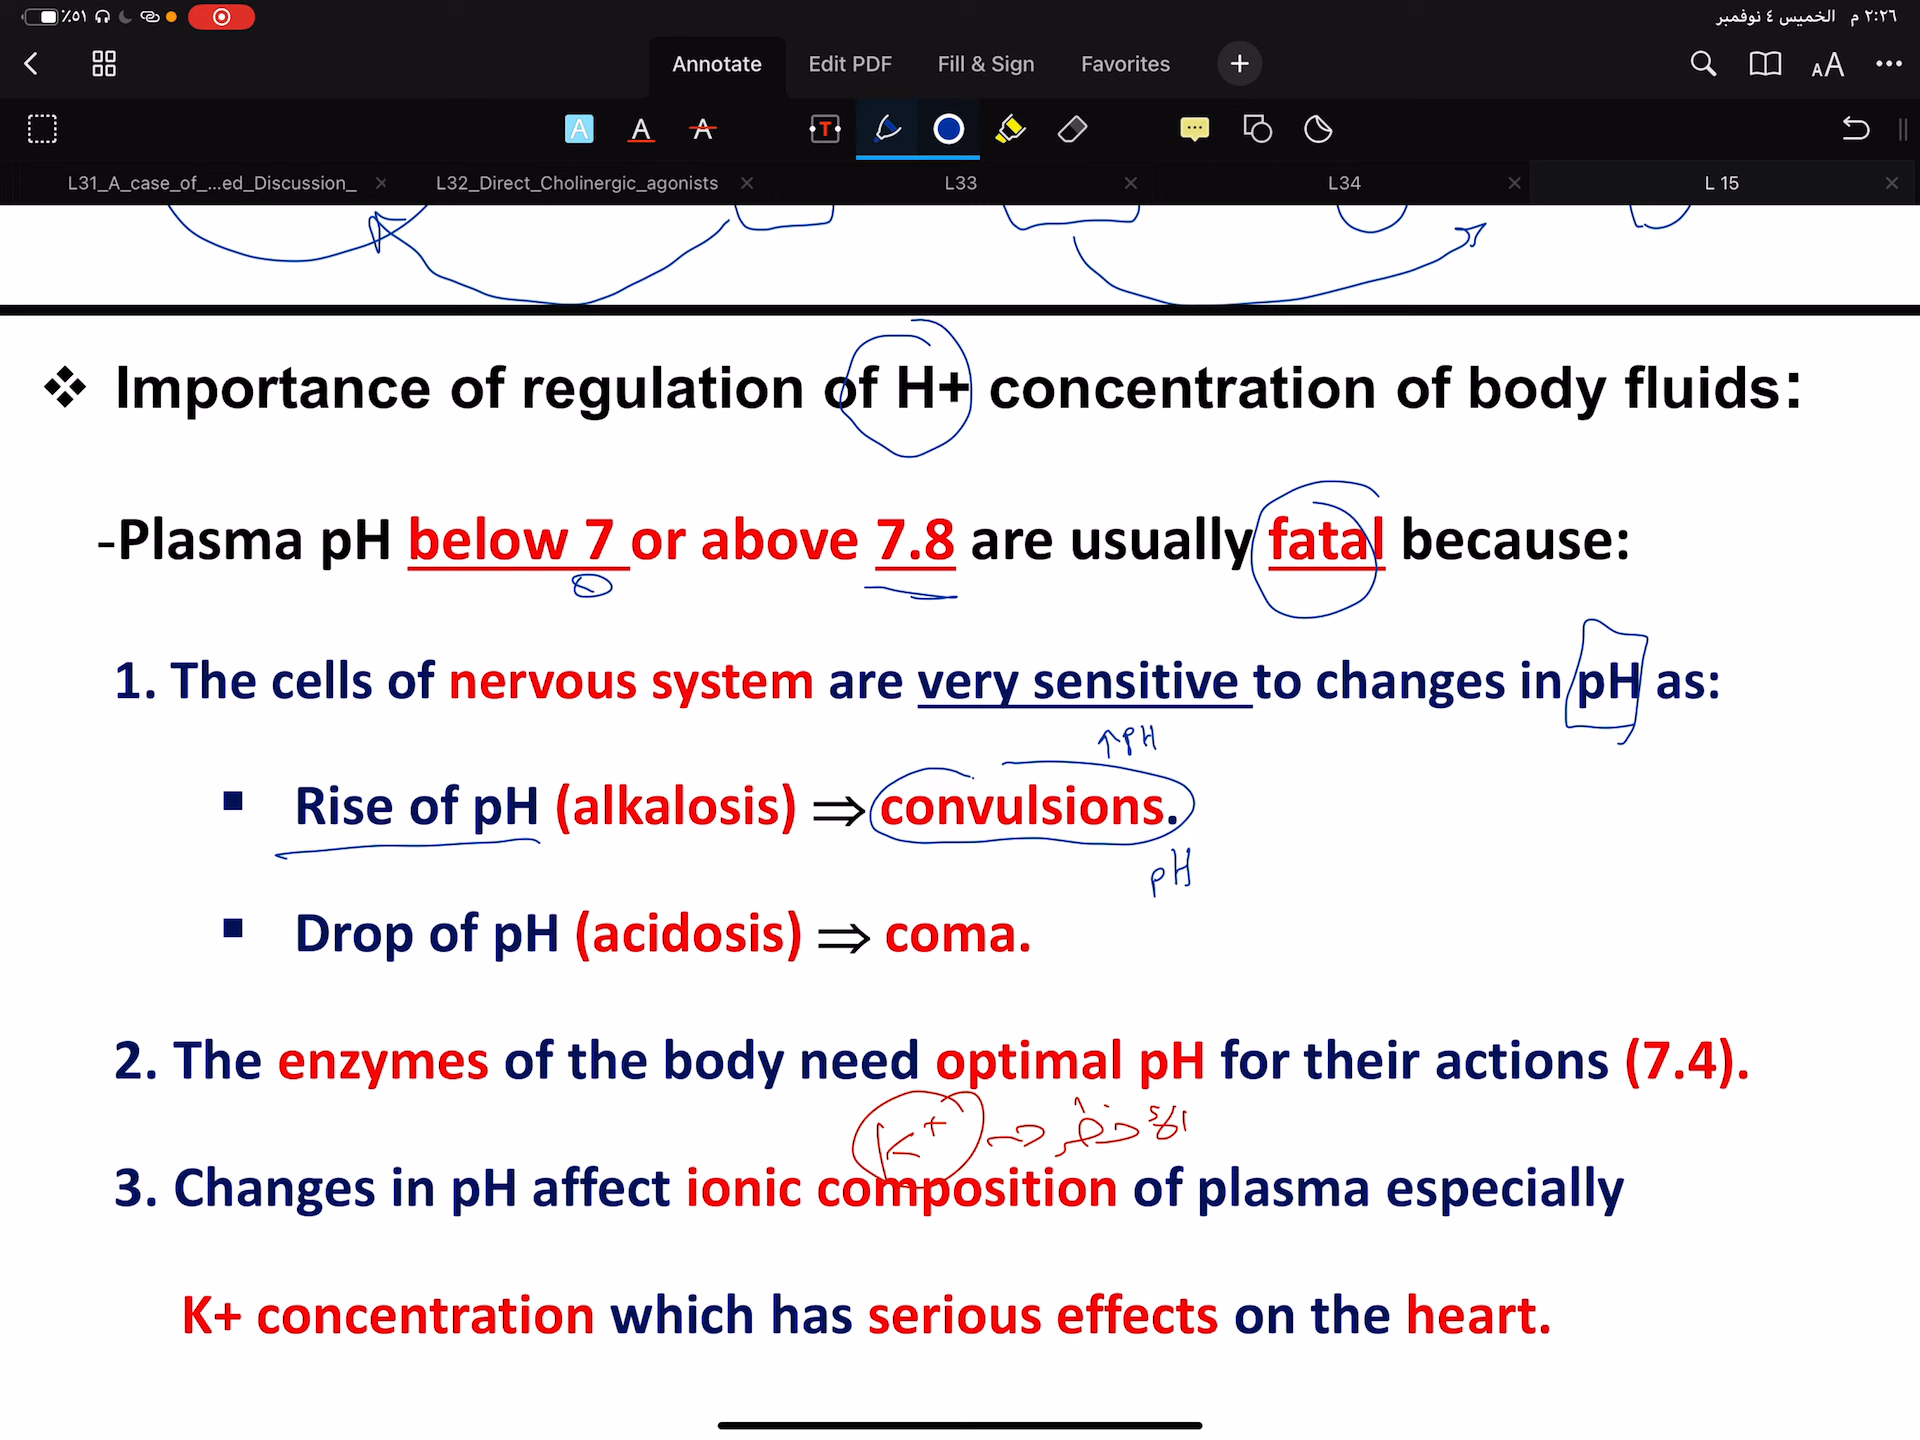 ٪٥١
٢:٢٦ م الخميس ٤ نوفمبر
Annotate Edit PDF Fill & Sign Favorites
L31_A_case_of_...ed_Discussion_ L32_Direct_Cholinergic_agonists L33 L34 L 15
❖ Importance of regulation of H+ concentration of body fluids:
-Plasma pH below 7 or above 7.8 are usually fatal because:
1. The cells of nervous system are very sensitive to changes in pH as:
↑pH
▪ Rise of pH (alkalosis) ⇒ convulsions.
pH
▪ Drop of pH (acidosis) ⇒ coma.
2. The enzymes of the body need optimal pH for their actions (7.4).
K+ →
3. Changes in pH affect ionic composition of plasma especially
K+ concentration which has serious effects on the heart.